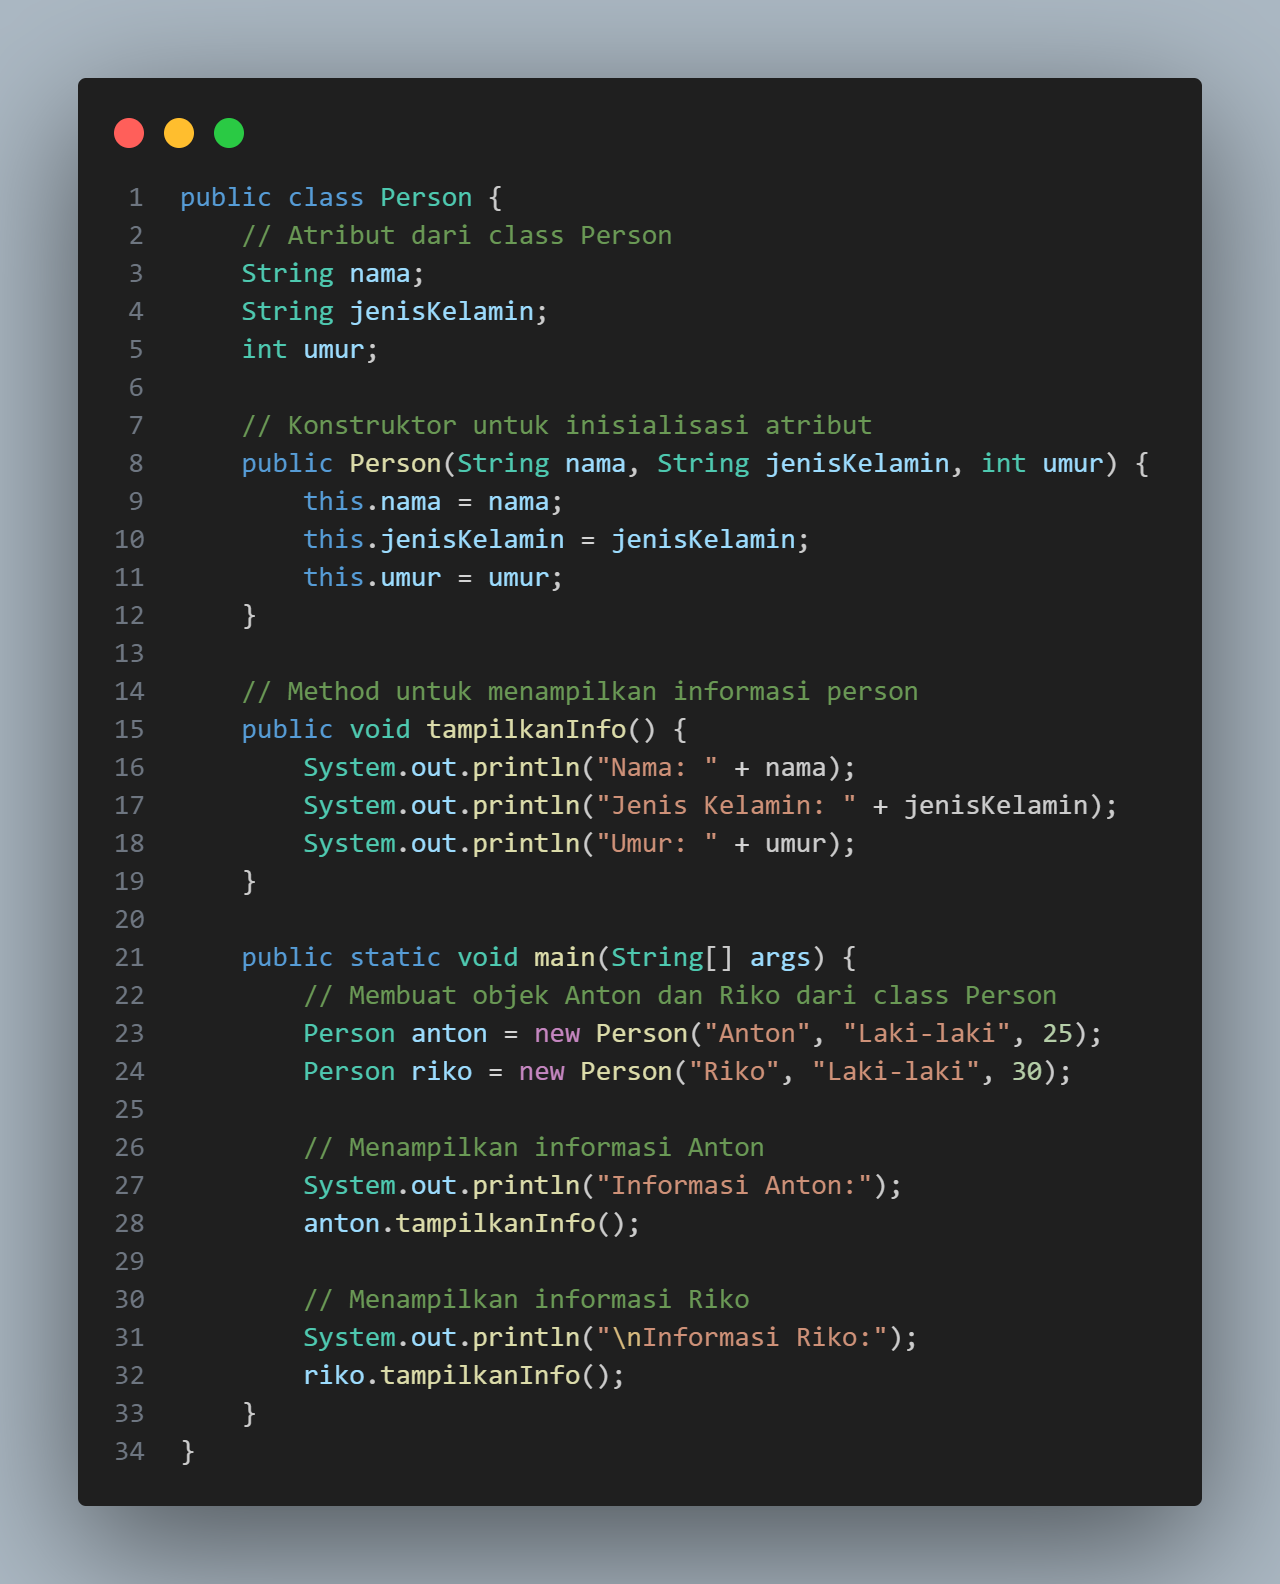 1 public class Person {
2     // Atribut dari class Person
3     String nama;
4     String jenisKelamin;
5     int umur;
6
7     // Konstruktor untuk inisialisasi atribut
8     public Person(String nama, String jenisKelamin, int umur) {
9         this.nama = nama;
10         this.jenisKelamin = jenisKelamin;
11         this.umur = umur;
12     }
13
14     // Method untuk menampilkan informasi person
15     public void tampilkanInfo() {
16         System.out.println("Nama: " + nama);
17         System.out.println("Jenis Kelamin: " + jenisKelamin);
18         System.out.println("Umur: " + umur);
19     }
20
21     public static void main(String[] args) {
22         // Membuat objek Anton dan Riko dari class Person
23         Person anton = new Person("Anton", "Laki-laki", 25);
24         Person riko = new Person("Riko", "Laki-laki", 30);
25
26         // Menampilkan informasi Anton
27         System.out.println("Informasi Anton:");
28         anton.tampilkanInfo();
29
30         // Menampilkan informasi Riko
31         System.out.println("\nInformasi Riko:");
32         riko.tampilkanInfo();
33     }
34 }